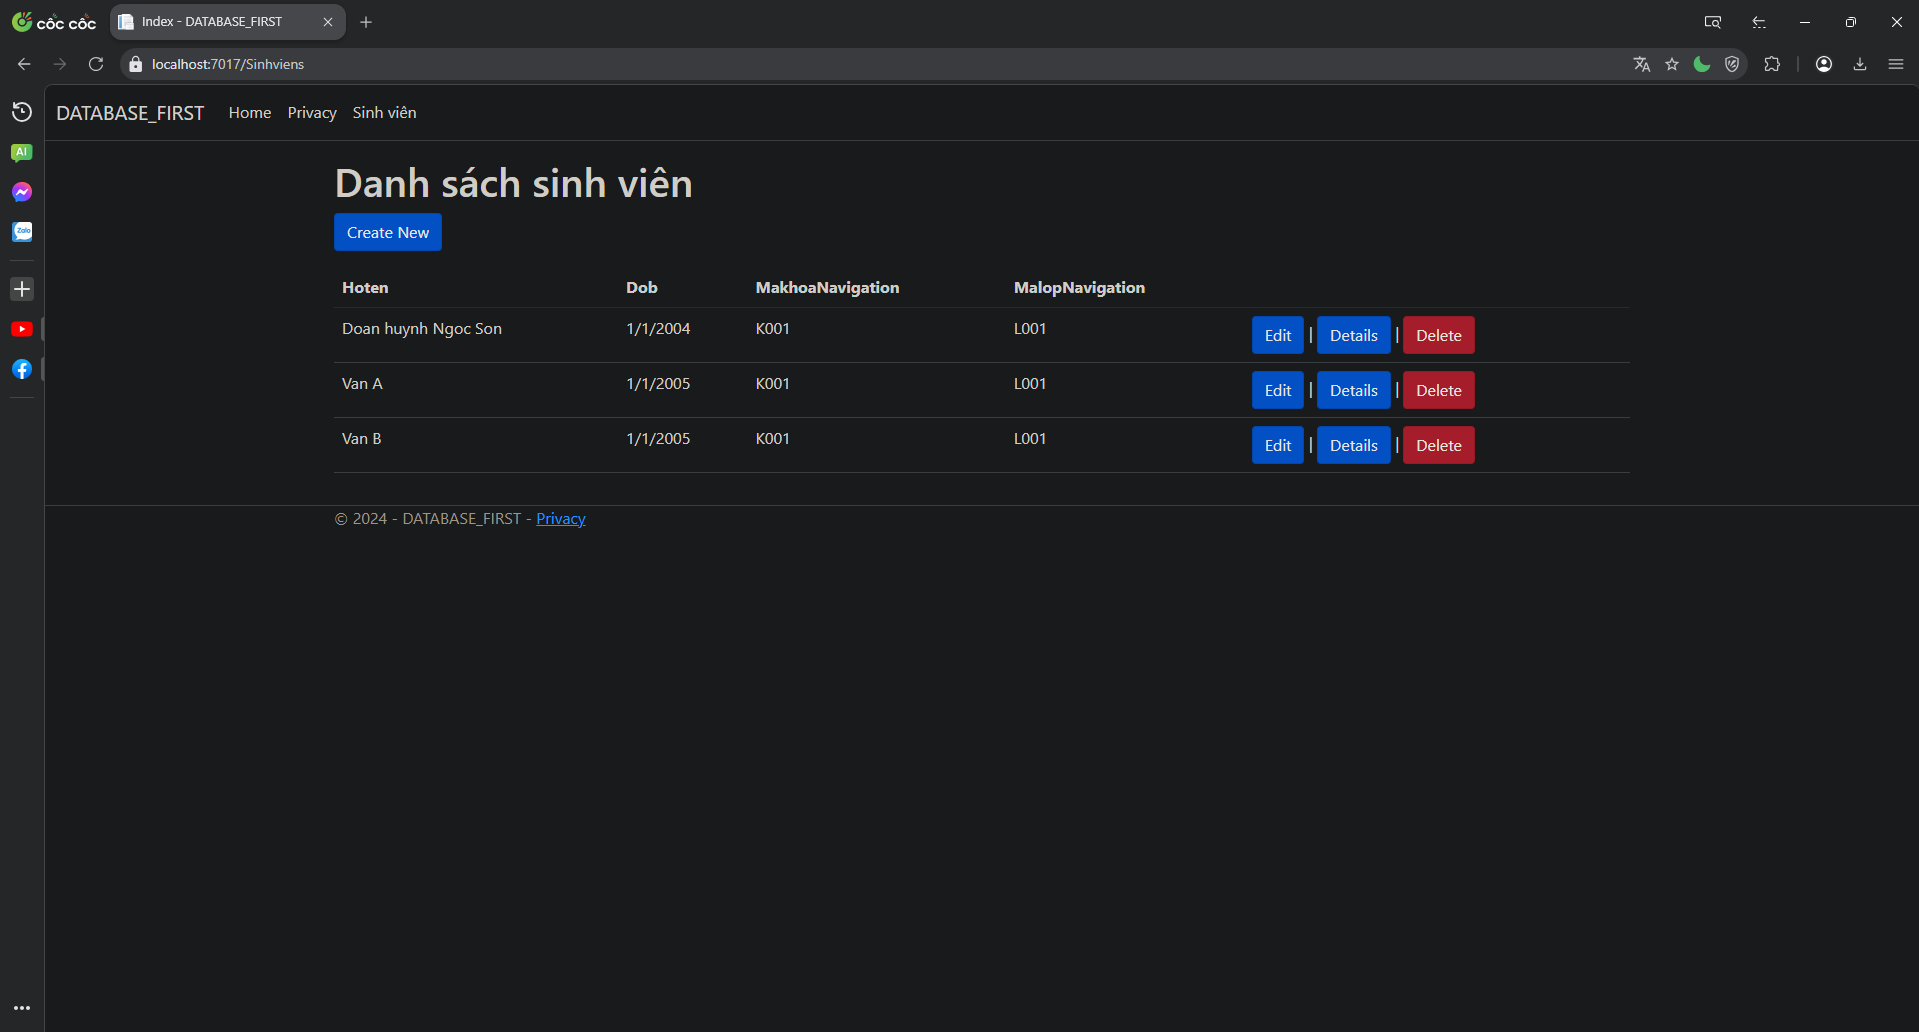 cốc cốc
Index - DATABASE_FIRST
localhost:7017/Sinhviens
DATABASE_FIRST Home Privacy Sinh viên
AI
Zalo
Danh sách sinh viên
Create New
Hoten Dob MakhoaNavigation MalopNavigation
Doan huynh Ngoc Son 1/1/2004 K001 L001 Edit | Details | Delete
Van A 1/1/2005 K001 L001 Edit | Details | Delete
Van B 1/1/2005 K001 L001 Edit | Details | Delete
© 2024 - DATABASE_FIRST - Privacy